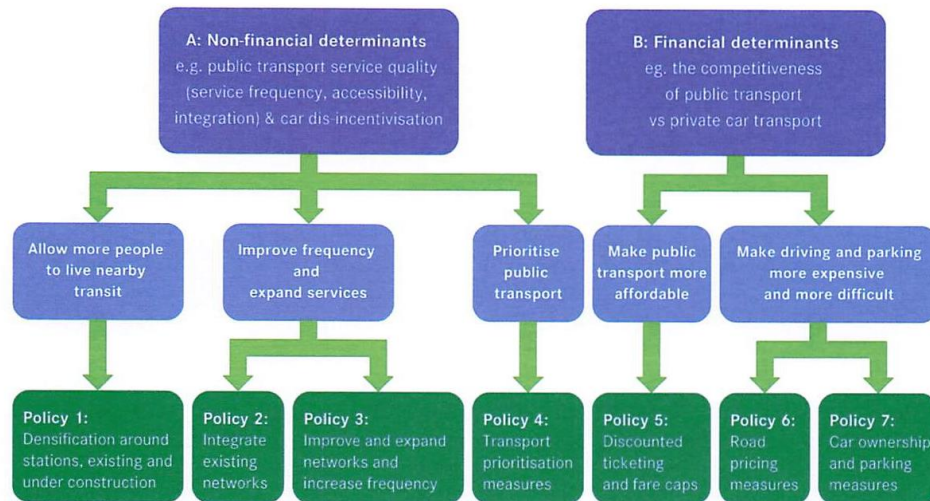 A: Non-financial determinants
e.g. public transport service quality
(service frequency, accessibility,
integration) & car dis-incentivisation
B: Financial determinants
eg. the competitiveness
of public transport
vs private car transport
Allow more people
to live nearby
transit
Improve frequency
and
expand services
Prioritise
public
transport
Make public
transport more
affordable
Make driving and parking
more expensive
and more difficult
Policy 1:
Densification around
stations, existing and
under construction
Policy 2:
Integrate
existing
networks
Policy 3:
Improve and expand
networks and
increase frequency
Policy 4:
Transport
prioritisation
measures
Policy 5:
Discounted
ticketing
and fare caps
Policy 6:
Road
pricing
measures
Policy 7:
Car ownership
and parking
measures